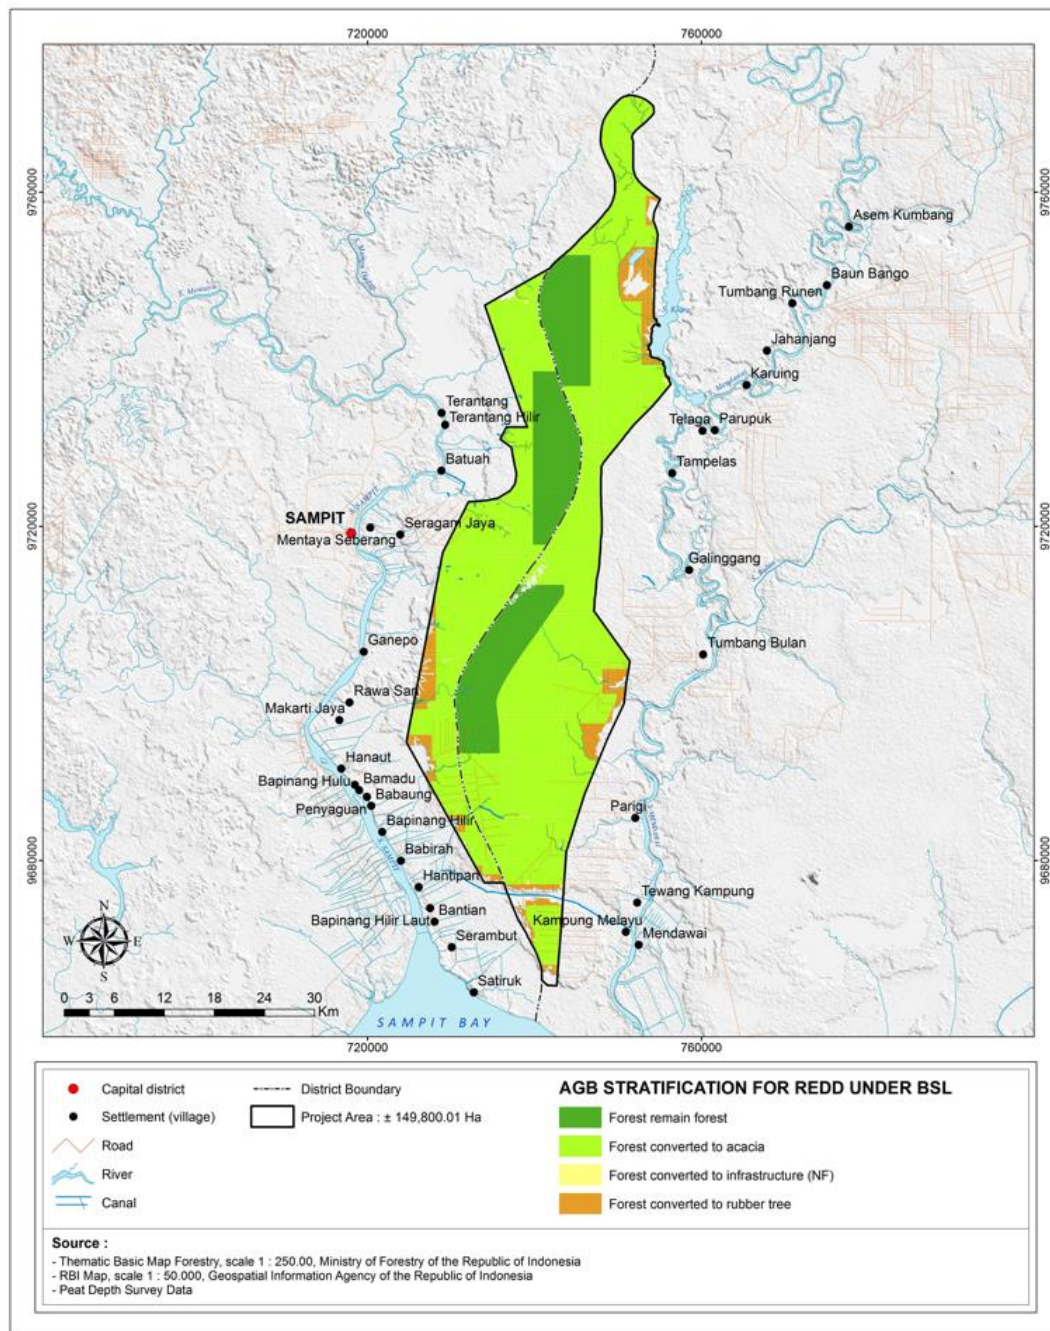 720000
760000
9760000
9760000
Asem Kumbang
Baun Bango
Tumbang Runen
S. Mentaya
Jahanjang
Karuing
Terantang
Terantang Hilir
Telaga
Parupuk
Batuah
Tampelas
S. SAMPIT
SAMPIT
Seragam Jaya
Mentaya Seberang
9720000
9720000
Galinggang
Ganepo
Tumbang Bulan
Rawa Sari
Makarti Jaya
Hanaut
Bapinang Hulu
Bamadu
Babaung
Penyaguan
Parigi
Bapinang Hilir
S. SAMPIT
Babirah
9680000
9680000
Hantipan
Tewang Kampung
Bantian
Bapinang Hilir Laut
Kampung Melayu
Mendawai
Serambut
N
W
E
S
Satiruk
0 3 6 12 18 24 30
Km
SAMPIT BAY
720000
760000
Capital district
Settlement (village)
Road
River
Canal
District Boundary
Project Area : ± 149,800.01 Ha
AGB STRATIFICATION FOR REDD UNDER BSL
Forest remain forest
Forest converted to acacia
Forest converted to infrastructure (NF)
Forest converted to rubber tree
Source :
- Thematic Basic Map Forestry, scale 1 : 250.00, Ministry of Forestry of the Republic of Indonesia
- RBI Map, scale 1 : 50.000, Geospatial Information Agency of the Republic of Indonesia
- Peat Depth Survey Data